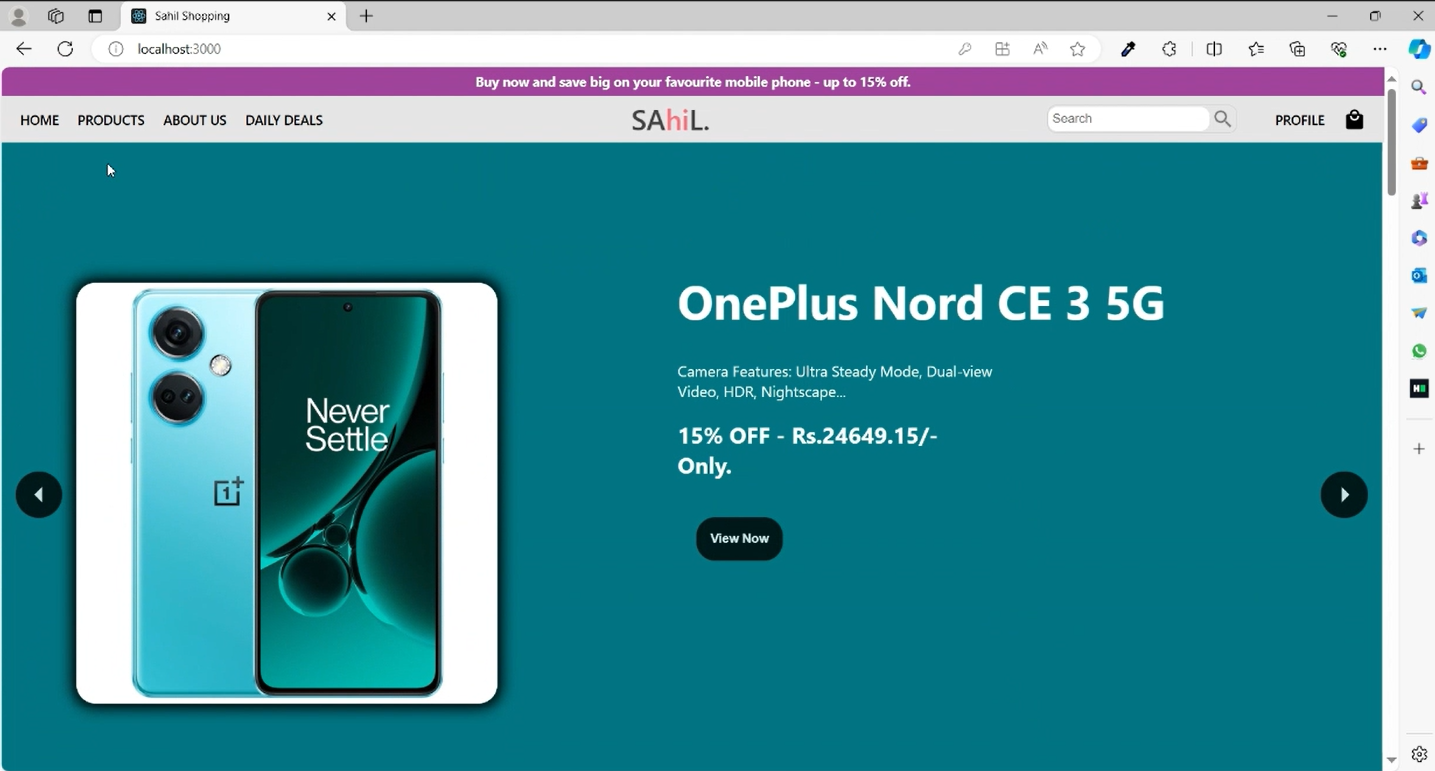 Sahil Shopping
localhost:3000
Buy now and save big on your favourite mobile phone - up to 15% off.
HOME PRODUCTS ABOUT US DAILY DEALS SAhiL. Search PROFILE
OnePlus Nord CE 3 5G
Camera Features: Ultra Steady Mode, Dual-view
Video, HDR, Nightscape...
15% OFF - Rs.24649.15/-
Only.
View Now
Never
Settle
1+